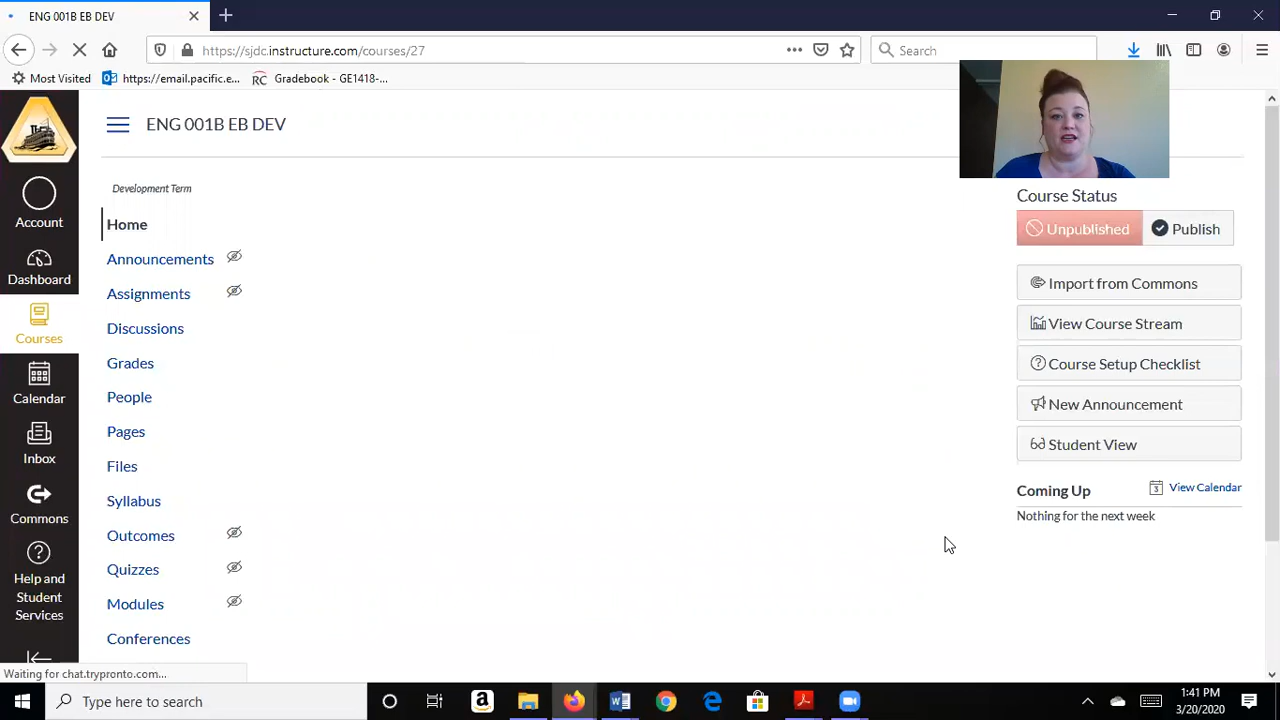 ENG 001B EB DEV
https://sjdc.instructure.com/courses/27
Search
Most Visited
https://email.pacific.e...
Gradebook - GE1418-...
ENG 001B EB DEV
Account
Dashboard
Courses
Calendar
Inbox
Commons
Help and
Student
Services
Development Term
Home
Announcements
Assignments
Discussions
Grades
People
Pages
Files
Syllabus
Outcomes
Quizzes
Modules
Conferences
Course Status
Unpublished
Publish
Import from Commons
View Course Stream
Course Setup Checklist
New Announcement
Student View
Coming Up
View Calendar
Nothing for the next week
Waiting for chat.trypronto.com...
Type here to search
1:41 PM
3/20/2020